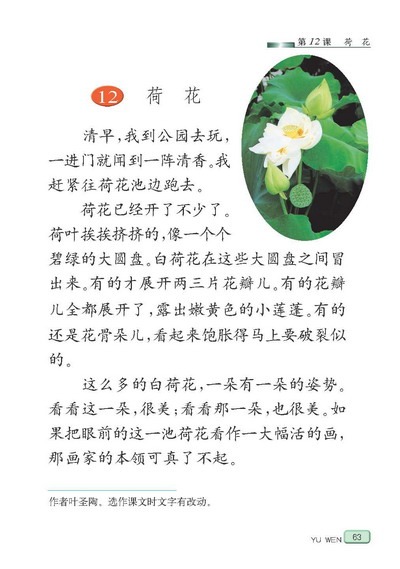 第12课 荷 花
12 荷 花
清早,我到公园去玩,
一进门就闻到一阵清香。我
赶紧往荷花池边跑去。
荷花已经开了不少了。
荷叶挨挨挤挤的,像一个个
碧绿的大圆盘。白荷花在这些大圆盘之间冒
出来。有的才展开两三片花瓣儿。有的花瓣
儿全都展开了,露出嫩黄色的小莲蓬。有的
还是花骨朵儿,看起来饱胀得马上要破裂似
的。
这么多的白荷花,一朵有一朵的姿势。
看看这一朵,很美;看看那一朵,也很美。如
果把眼前的这一池荷花看作一大幅活的画,
那画家的本领可真了不起。
作者叶圣陶。选作课文时文字有改动。
YU WEN 63